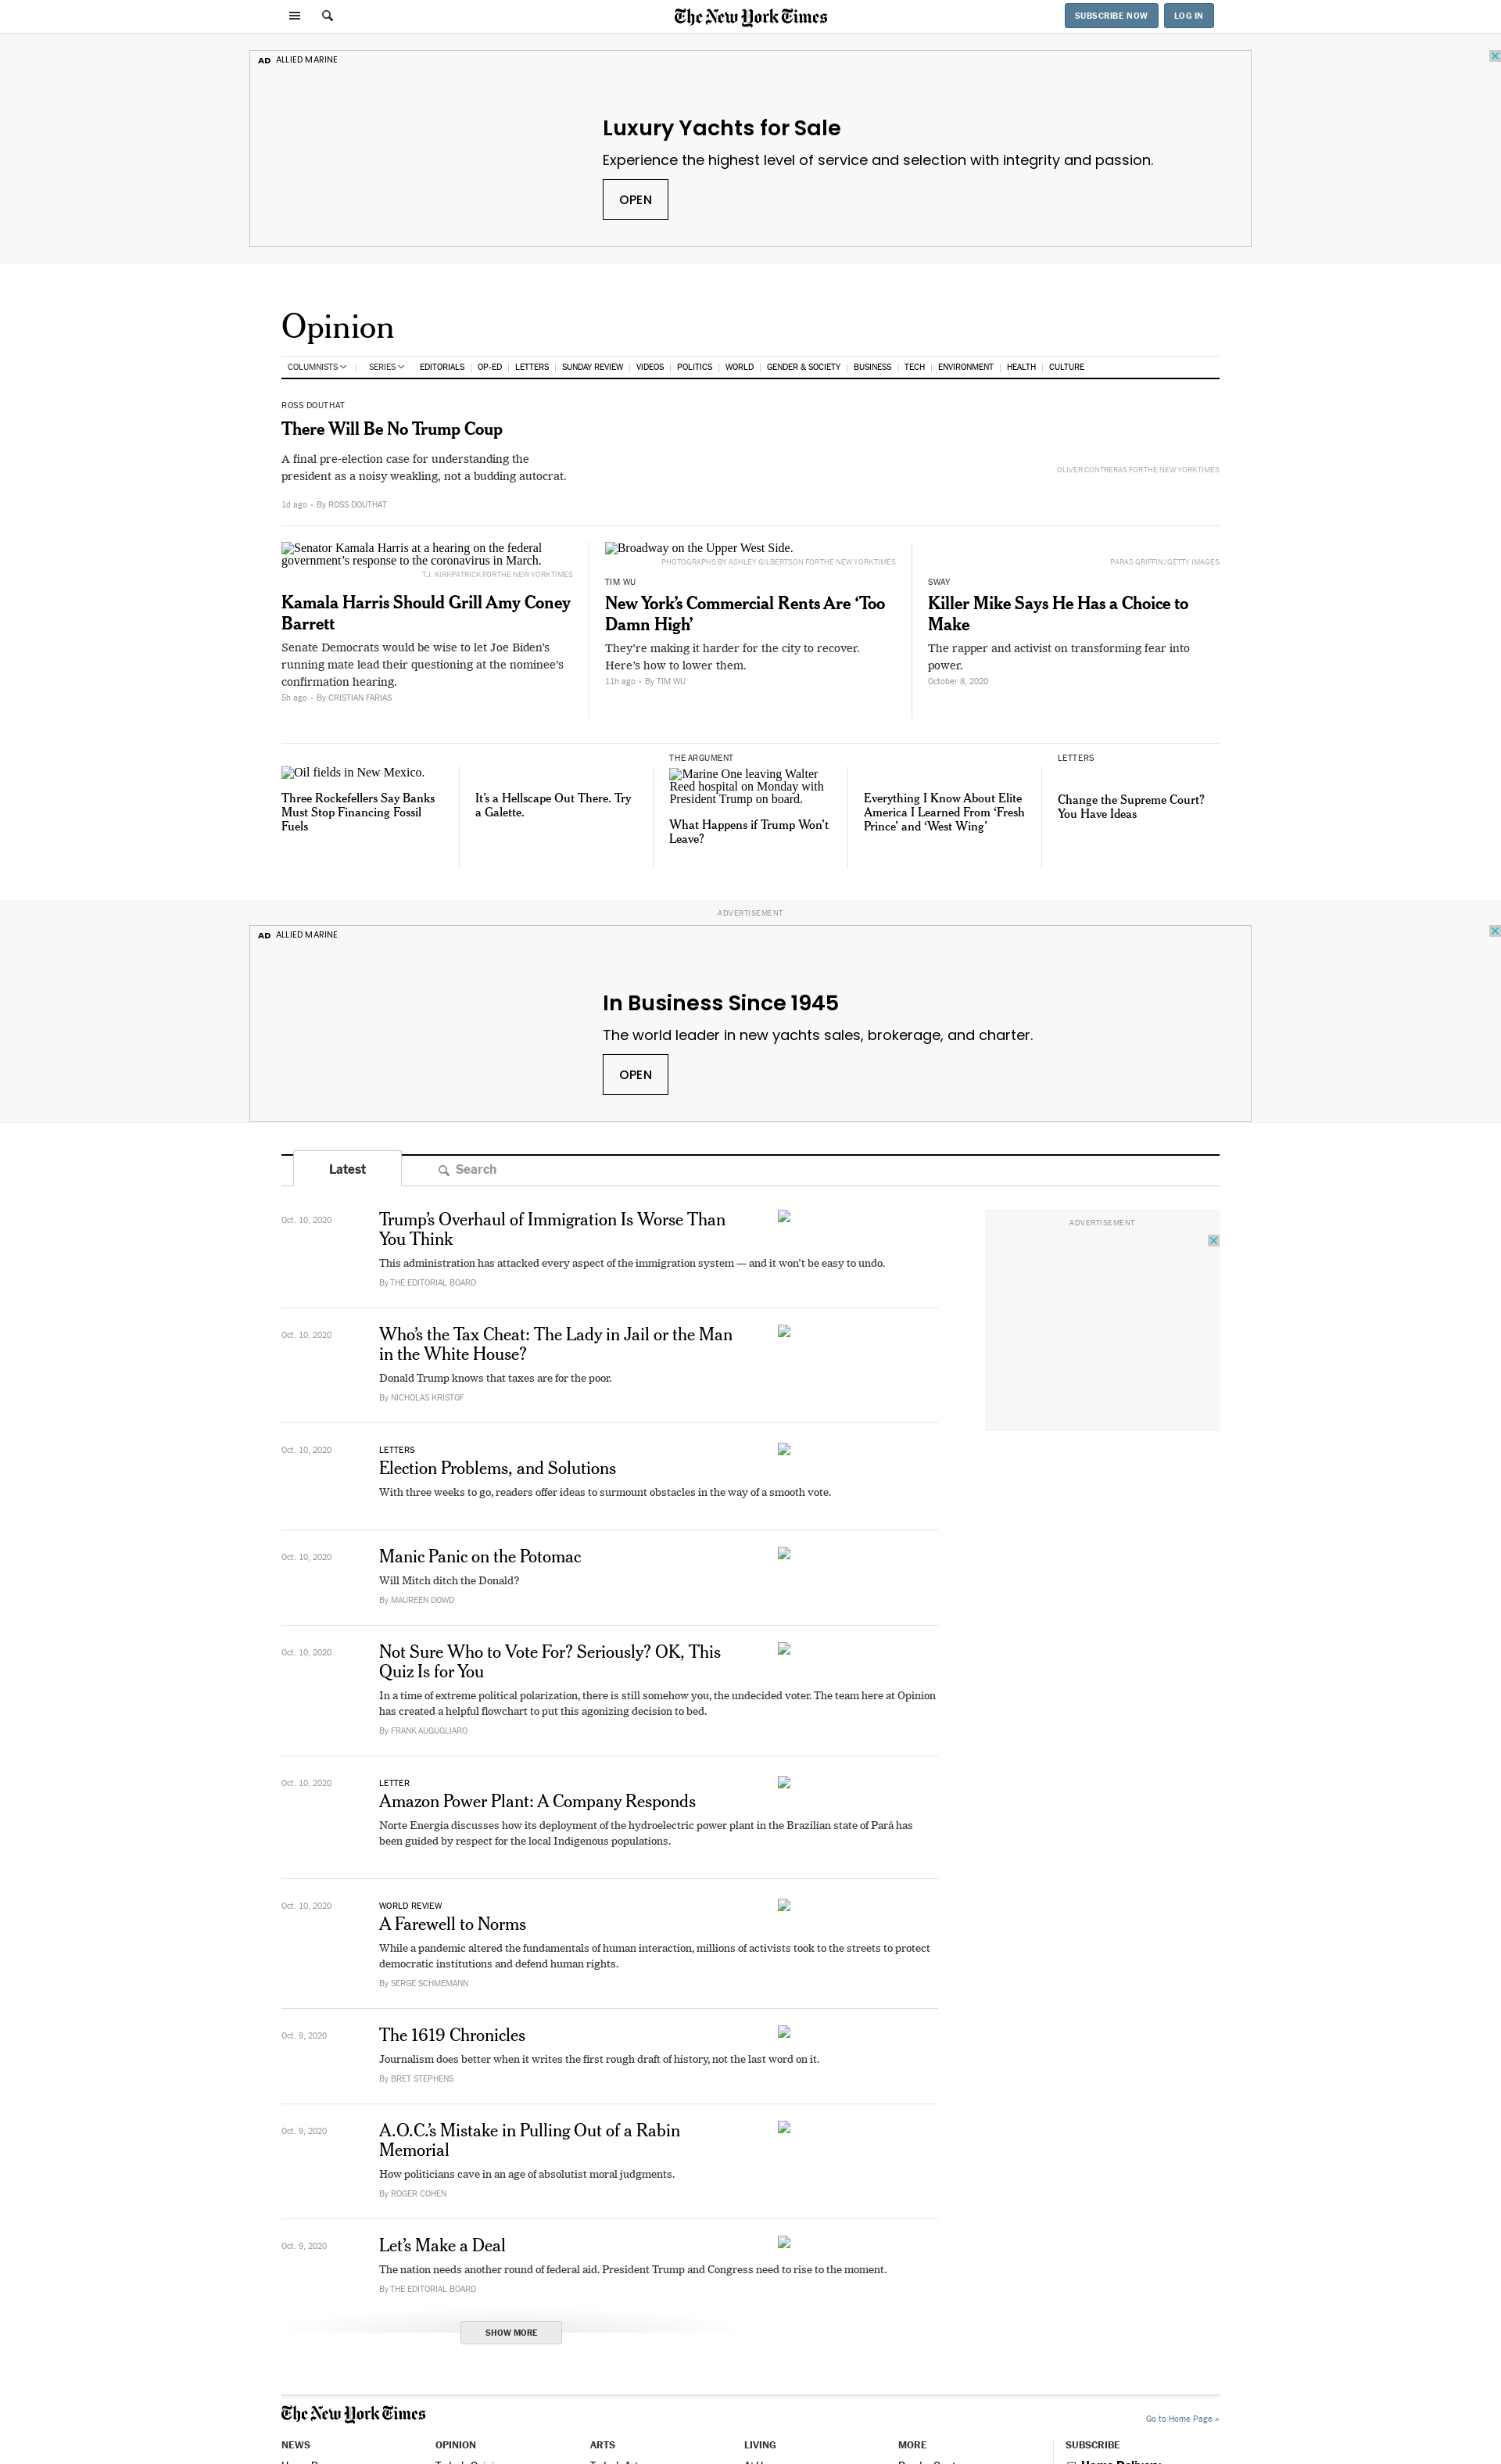 The New York Times
SUBSCRIBE NOW
LOG IN
AD ALLIED MARINE
Luxury Yachts for Sale
Experience the highest level of service and selection with integrity and passion.
OPEN
Opinion
COLUMNISTS SERIES EDITORIALS OP-ED LETTERS SUNDAY REVIEW VIDEOS POLITICS WORLD GENDER & SOCIETY BUSINESS TECH ENVIRONMENT HEALTH CULTURE
ROSS DOUTHAT
There Will Be No Trump Coup
A final pre-election case for understanding the
president as a noisy weakling, not a budding autocrat.
OLIVER CONTRERAS FOR THE NEW YORK TIMES
1d ago • By ROSS DOUTHAT
Senator Kamala Harris at a hearing on the federal
government's response to the coronavirus in March.
T.J. KIRKPATRICK FOR THE NEW YORK TIMES
Kamala Harris Should Grill Amy Coney
Barrett
Senate Democrats would be wise to let Joe Biden's
running mate lead their questioning at the nominee's
confirmation hearing.
5h ago • By CRISTIAN FARIAS
Broadway on the Upper West Side.
PHOTOGRAPHS BY ASHLEY GILBERTSON FOR THE NEW YORK TIMES
TIM WU
New York's Commercial Rents Are ‘Too
Damn High’
They're making it harder for the city to recover.
Here's how to lower them.
11h ago • By TIM WU
PARAS GRIFFIN/GETTY IMAGES
SWAY
Killer Mike Says He Has a Choice to
Make
The rapper and activist on transforming fear into
power.
October 8, 2020
Oil fields in New Mexico.
Three Rockefellers Say Banks
Must Stop Financing Fossil
Fuels
It's a Hellscape Out There. Try
a Galette.
THE ARGUMENT
Marine One leaving Walter
Reed hospital on Monday with
President Trump on board.
What Happens if Trump Won't
Leave?
Everything I Know About Elite
America I Learned From ‘Fresh
Prince’ and ‘West Wing’
LETTERS
Change the Supreme Court?
You Have Ideas
ADVERTISEMENT
AD ALLIED MARINE
In Business Since 1945
The world leader in new yachts sales, brokerage, and charter.
OPEN
Latest
Search
ADVERTISEMENT
Oct. 10, 2020
Trump's Overhaul of Immigration Is Worse Than
You Think
This administration has attacked every aspect of the immigration system — and it won't be easy to undo.
By THE EDITORIAL BOARD
Oct. 10, 2020
Who's the Tax Cheat: The Lady in Jail or the Man
in the White House?
Donald Trump knows that taxes are for the poor.
By NICHOLAS KRISTOF
Oct. 10, 2020
LETTERS
Election Problems, and Solutions
With three weeks to go, readers offer ideas to surmount obstacles in the way of a smooth vote.
Oct. 10, 2020
Manic Panic on the Potomac
Will Mitch ditch the Donald?
By MAUREEN DOWD
Oct. 10, 2020
Not Sure Who to Vote For? Seriously? OK, This
Quiz Is for You
In a time of extreme political polarization, there is still somehow you, the undecided voter. The team here at Opinion
has created a helpful flowchart to put this agonizing decision to bed.
By FRANK AUGUGLIARO
Oct. 10, 2020
LETTER
Amazon Power Plant: A Company Responds
Norte Energia discusses how its deployment of the hydroelectric power plant in the Brazilian state of Pará has
been guided by respect for the local Indigenous populations.
Oct. 10, 2020
WORLD REVIEW
A Farewell to Norms
While a pandemic altered the fundamentals of human interaction, millions of activists took to the streets to protect
democratic institutions and defend human rights.
By SERGE SCHMEMANN
Oct. 9, 2020
The 1619 Chronicles
Journalism does better when it writes the first rough draft of history, not the last word on it.
By BRET STEPHENS
Oct. 9, 2020
A.O.C.'s Mistake in Pulling Out of a Rabin
Memorial
How politicians cave in an age of absolutist moral judgments.
By ROGER COHEN
Oct. 9, 2020
Let's Make a Deal
The nation needs another round of federal aid. President Trump and Congress need to rise to the moment.
By THE EDITORIAL BOARD
SHOW MORE
The New York Times
Go to Home Page »
NEWS OPINION ARTS LIVING MORE SUBSCRIBE